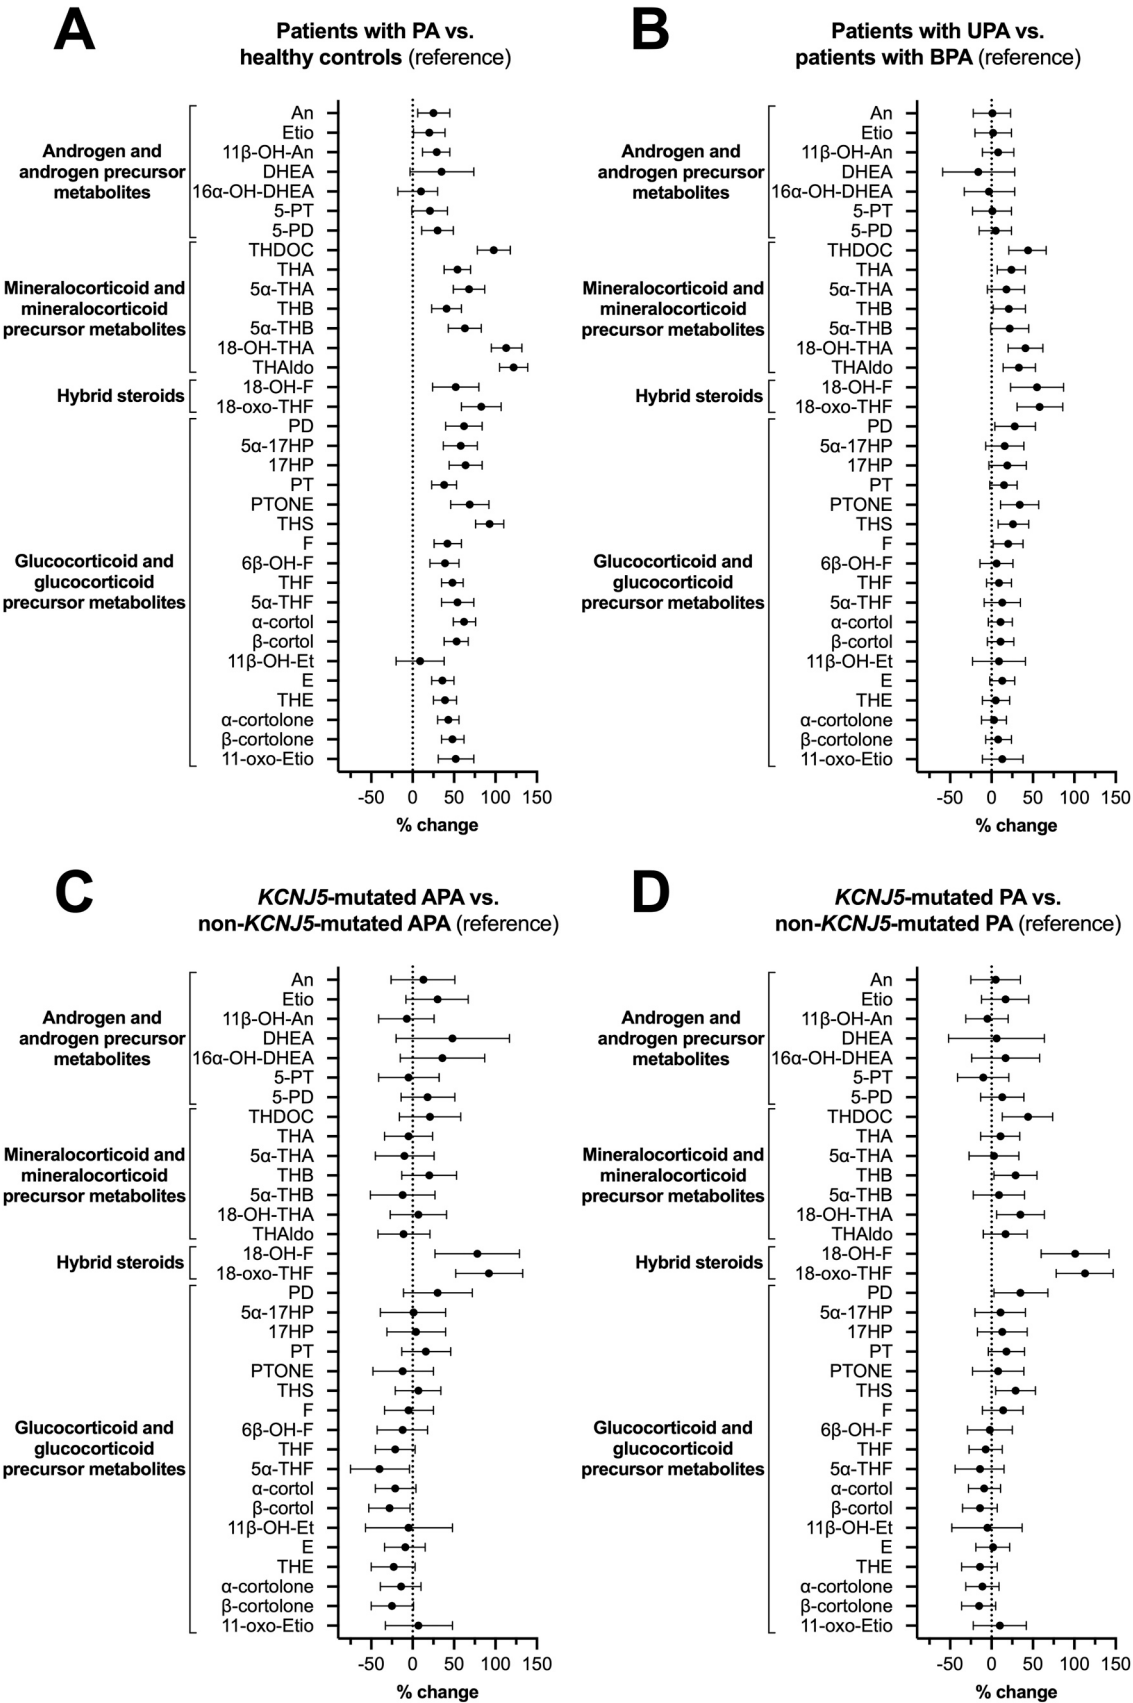 A
Patients with PA vs.
healthy controls (reference)
Androgen and
androgen precursor
metabolites
Mineralocorticoid and
mineralocorticoid
precursor metabolites
Hybrid steroids
Glucocorticoid and
glucocorticoid
precursor metabolites
An
Etio
11β-OH-An
DHEA
16α-OH-DHEA
5-PT
5-PD
THDOC
THA
5α-THA
THB
5α-THB
18-OH-THA
THAldo
18-OH-F
18-oxo-THF
PD
5α-17HP
17HP
PT
PTONE
THS
F
6β-OH-F
THF
5α-THF
α-cortol
β-cortol
11β-OH-Et
E
THE
α-cortolone
β-cortolone
11-oxo-Etio
-50 0 50 100 150
% change
B
Patients with UPA vs.
patients with BPA (reference)
Androgen and
androgen precursor
metabolites
Mineralocorticoid and
mineralocorticoid
precursor metabolites
Hybrid steroids
Glucocorticoid and
glucocorticoid
precursor metabolites
An
Etio
11β-OH-An
DHEA
16α-OH-DHEA
5-PT
5-PD
THDOC
THA
5α-THA
THB
5α-THB
18-OH-THA
THAldo
18-OH-F
18-oxo-THF
PD
5α-17HP
17HP
PT
PTONE
THS
F
6β-OH-F
THF
5α-THF
α-cortol
β-cortol
11β-OH-Et
E
THE
α-cortolone
β-cortolone
11-oxo-Etio
-50 0 50 100 150
% change
C
KCNJ5-mutated APA vs.
non-KCNJ5-mutated APA (reference)
Androgen and
androgen precursor
metabolites
Mineralocorticoid and
mineralocorticoid
precursor metabolites
Hybrid steroids
Glucocorticoid and
glucocorticoid
precursor metabolites
An
Etio
11β-OH-An
DHEA
16α-OH-DHEA
5-PT
5-PD
THDOC
THA
5α-THA
THB
5α-THB
18-OH-THA
THAldo
18-OH-F
18-oxo-THF
PD
5α-17HP
17HP
PT
PTONE
THS
F
6β-OH-F
THF
5α-THF
α-cortol
β-cortol
11β-OH-Et
E
THE
α-cortolone
β-cortolone
11-oxo-Etio
-50 0 50 100 150
% change
D
KCNJ5-mutated PA vs.
non-KCNJ5-mutated PA (reference)
Androgen and
androgen precursor
metabolites
Mineralocorticoid and
mineralocorticoid
precursor metabolites
Hybrid steroids
Glucocorticoid and
glucocorticoid
precursor metabolites
An
Etio
11β-OH-An
DHEA
16α-OH-DHEA
5-PT
5-PD
THDOC
THA
5α-THA
THB
5α-THB
18-OH-THA
THAldo
18-OH-F
18-oxo-THF
PD
5α-17HP
17HP
PT
PTONE
THS
F
6β-OH-F
THF
5α-THF
α-cortol
β-cortol
11β-OH-Et
E
THE
α-cortolone
β-cortolone
11-oxo-Etio
-50 0 50 100 150
% change